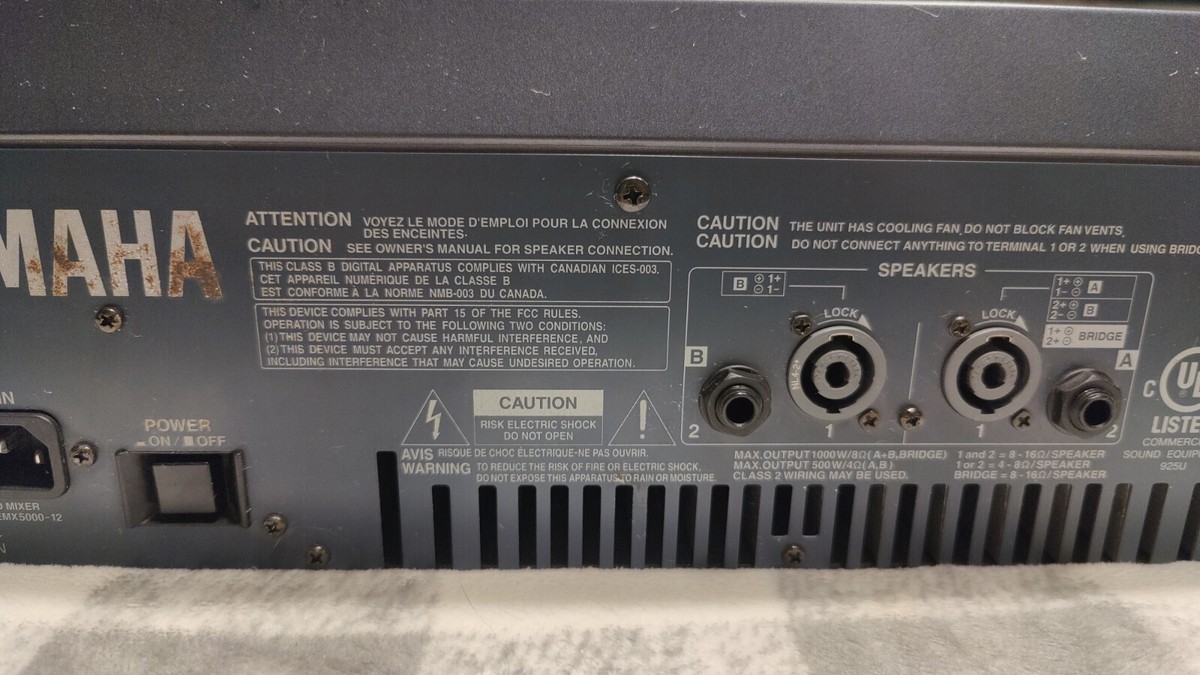 MAHA
ATTENTION VOYEZ LE MODE D'EMPLOI POUR LA CONNEXION
DES ENCEINTES.
CAUTION SEE OWNER'S MANUAL FOR SPEAKER CONNECTION.
THIS CLASS B DIGITAL APPARATUS COMPLIES WITH CANADIAN ICES-003.
CET APPAREIL NUMÉRIQUE DE LA CLASSE B
EST CONFORME À LA NORME NMB-003 DU CANADA.
THIS DEVICE COMPLIES WITH PART 15 OF THE FCC RULES.
OPERATION IS SUBJECT TO THE FOLLOWING TWO CONDITIONS:
(1) THIS DEVICE MAY NOT CAUSE HARMFUL INTERFERENCE, AND
(2) THIS DEVICE MUST ACCEPT ANY INTERFERENCE RECEIVED,
INCLUDING INTERFERENCE THAT MAY CAUSE UNDESIRED OPERATION.
CAUTION THE UNIT HAS COOLING FAN. DO NOT BLOCK FAN VENTS.
CAUTION DO NOT CONNECT ANYTHING TO TERMINAL 1 OR 2 WHEN USING BRIDG
SPEAKERS
B ⊕ 1+
⊖ 1-
1+ ⊕
1- ⊖ A
2+ ⊕
2- ⊖ B
1+ ⊕
2+ ⊖ BRIDGE
LOCK
LOCK
B
A
NL4
2
1
1
2
IN
POWER
ON / OFF
CAUTION
RISK ELECTRIC SHOCK
DO NOT OPEN
!
AVIS RISQUE DE CHOC ÉLECTRIQUE-NE PAS OUVRIR.
WARNING TO REDUCE THE RISK OF FIRE OR ELECTRIC SHOCK,
DO NOT EXPOSE THIS APPARATUS TO RAIN OR MOISTURE.
MAX. OUTPUT 1000W/8Ω (A+B,BRIDGE)
MAX. OUTPUT 500W/4Ω (A,B)
CLASS 2 WIRING MAY BE USED.
1 and 2 = 8-16Ω/SPEAKER
1 or 2 = 4-8Ω/SPEAKER
BRIDGE = 8-16Ω/SPEAKER
C UL
LISTE
COMMERC
SOUND EQUIP
925U
D MIXER
EMX5000-12